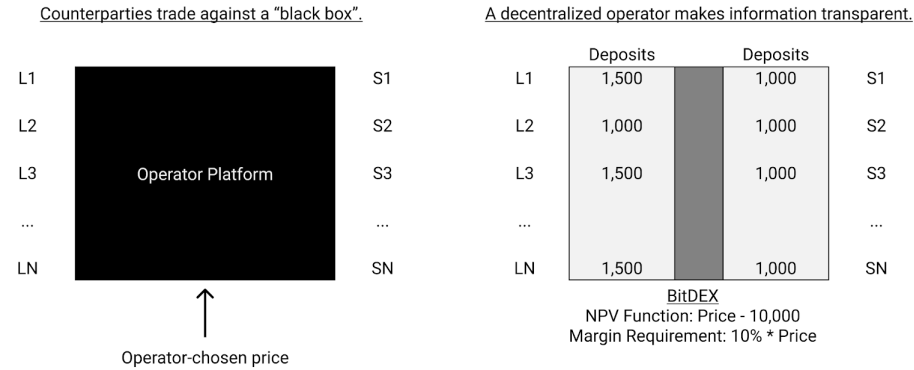 Counterparties trade against a “black box”.
L1
S1
L2
S2
L3
Operator Platform
S3
...
...
LN
SN
Operator-chosen price
A decentralized operator makes information transparent.
Deposits
Deposits
L1
1,500
1,000
S1
L2
1,000
1,000
S2
L3
1,500
1,000
S3
...
...
LN
1,500
1,000
SN
BitDEX
NPV Function: Price - 10,000
Margin Requirement: 10% * Price